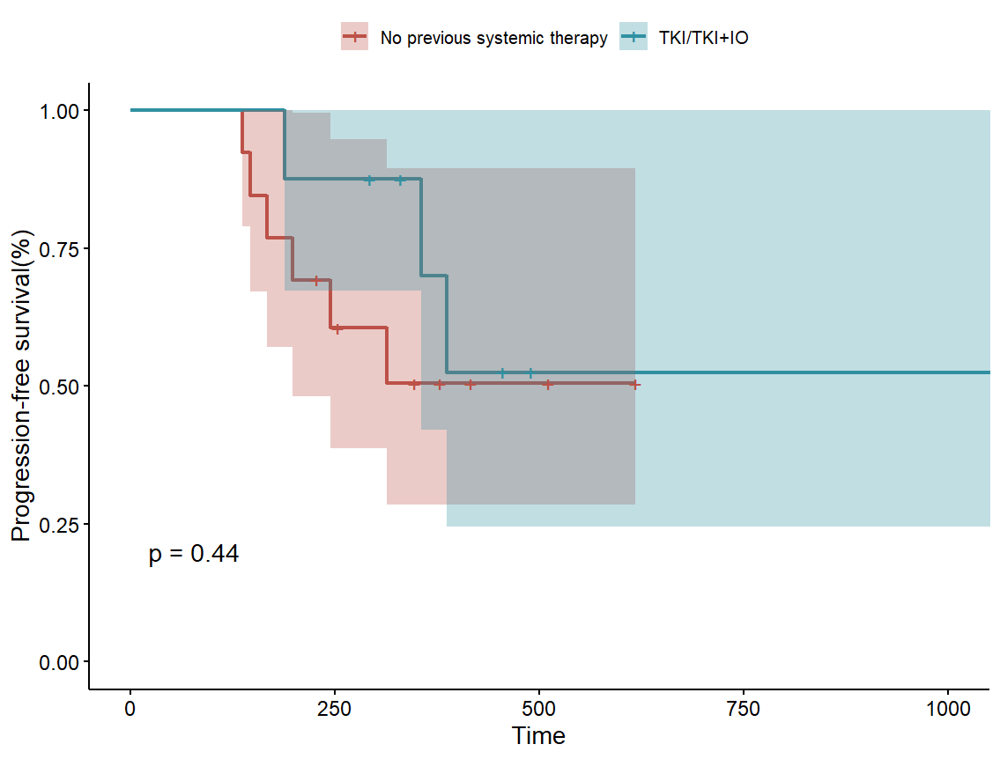 No previous systemic therapy TKI/TKI+IO
1.00
0.75
0.50
0.25
0.00
Progression-free survival(%)
p = 0.44
0 250 500 750 1000
Time